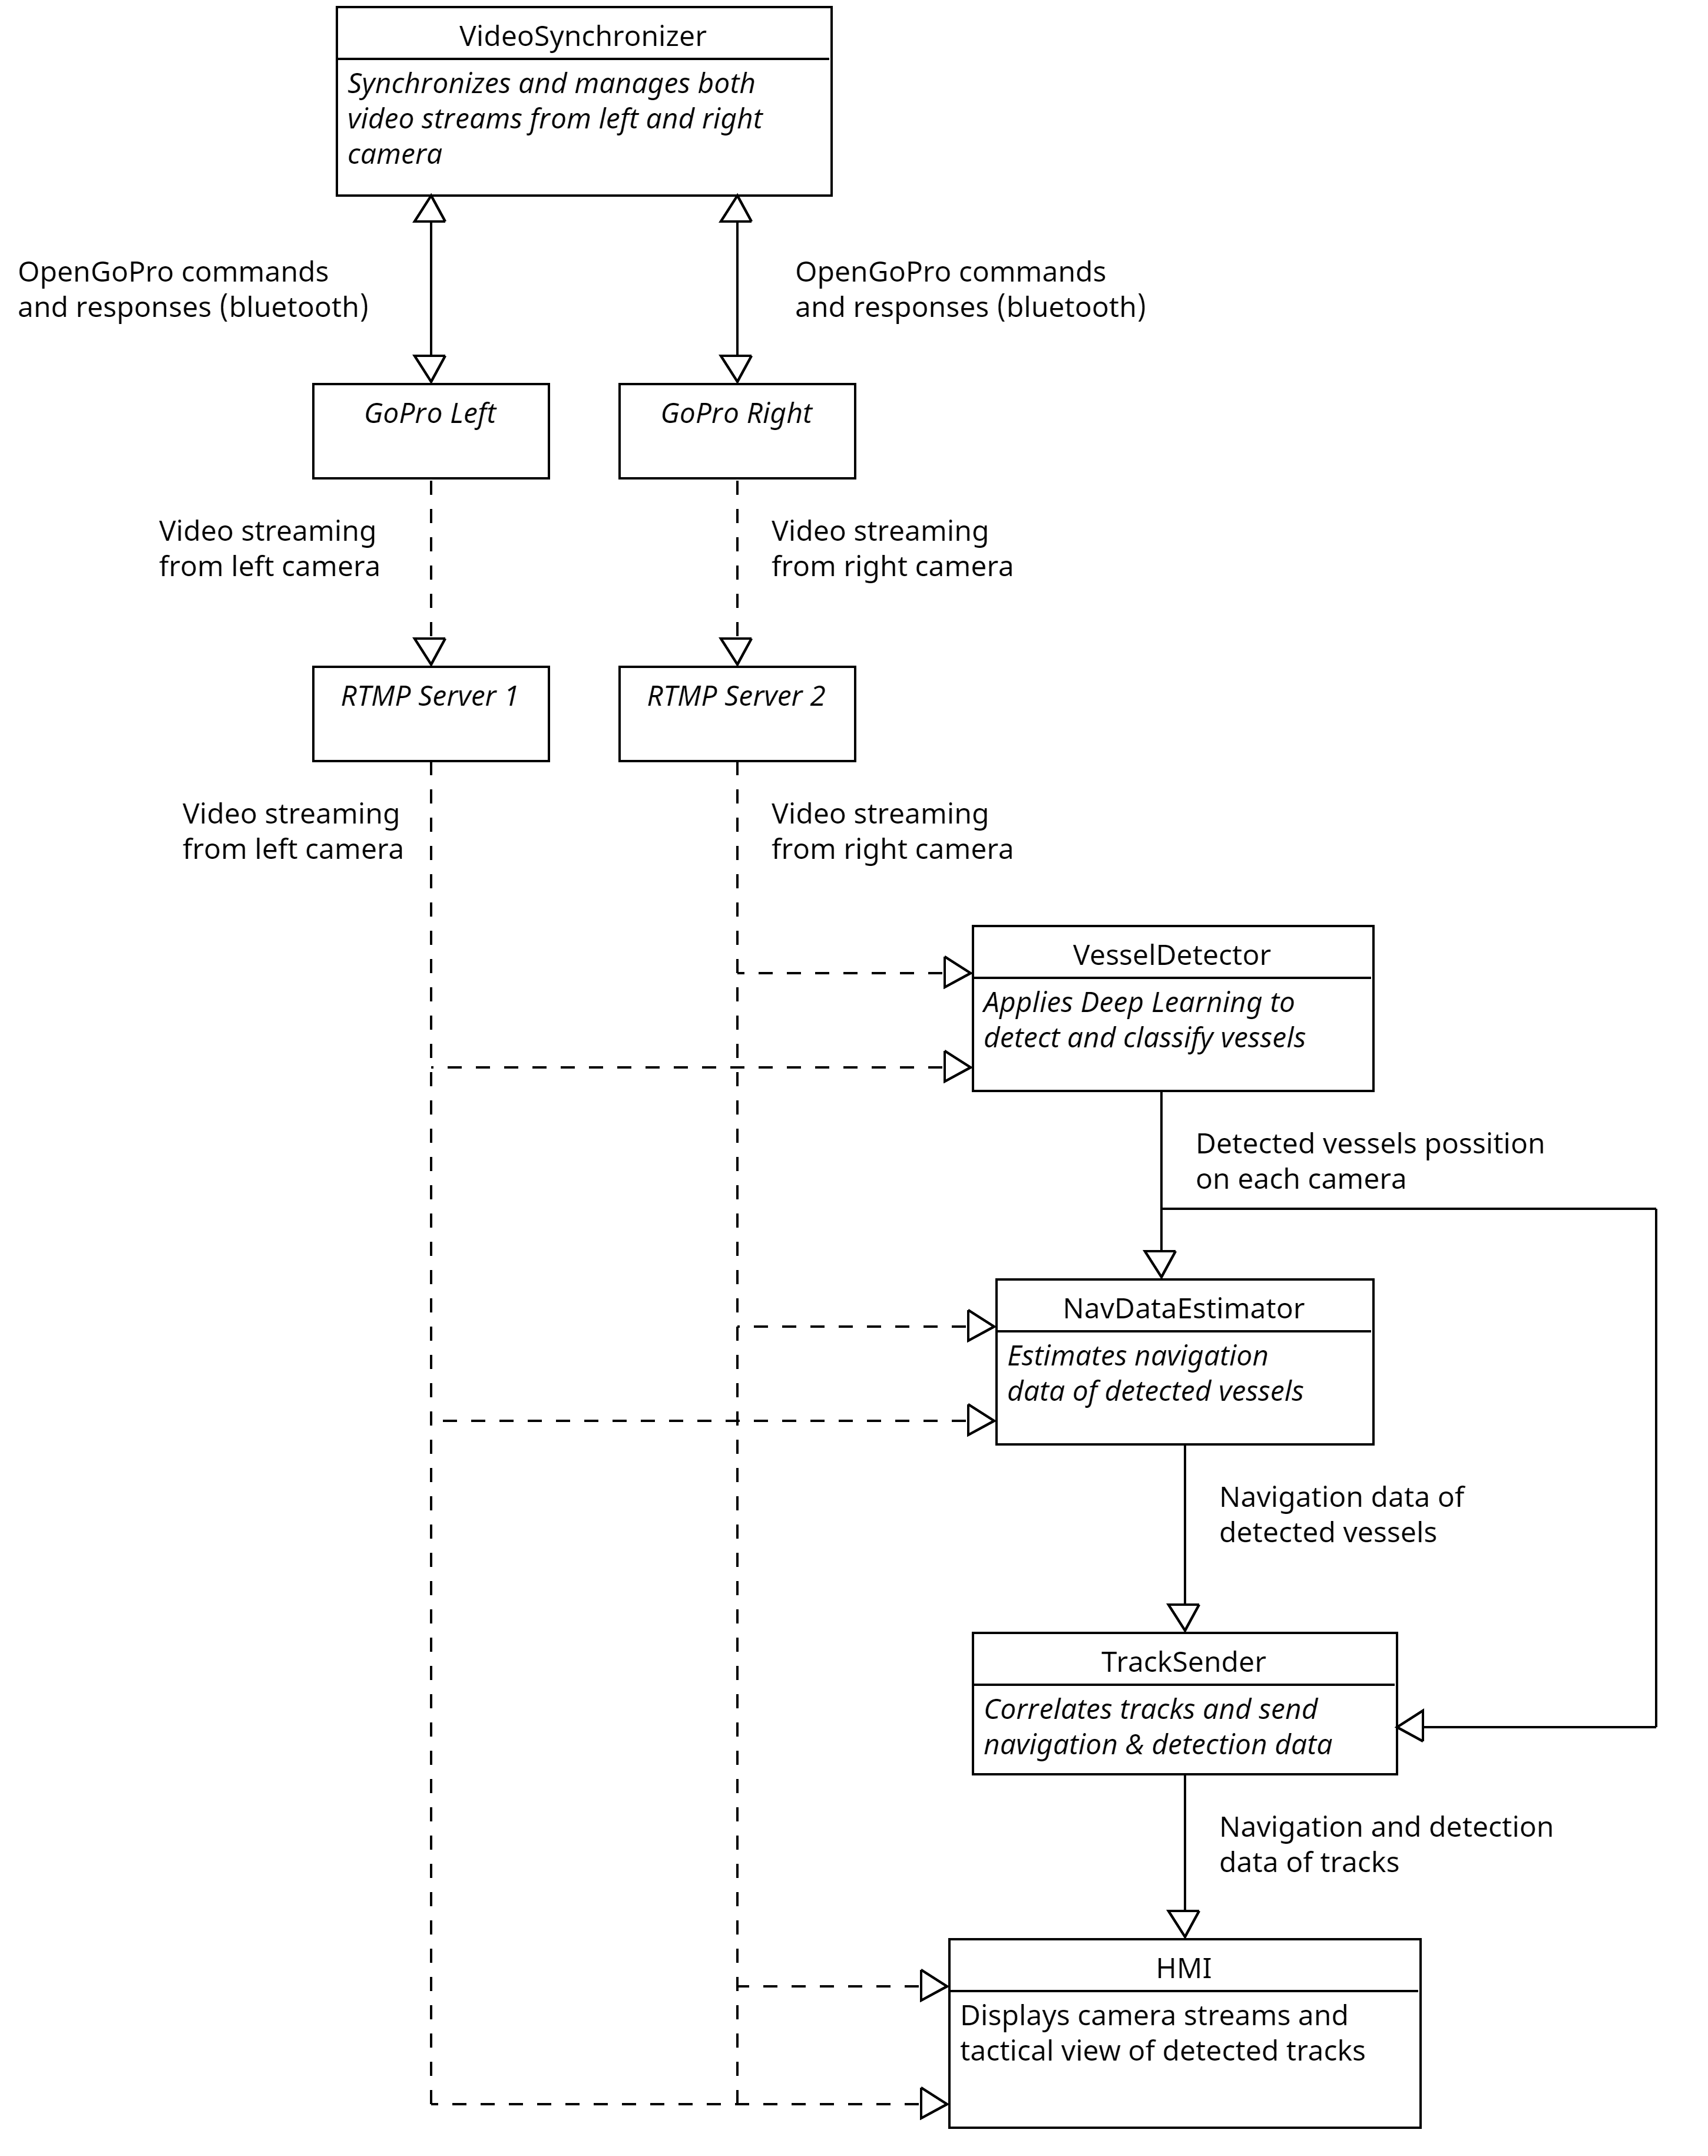 VideoSynchronizer
Synchronizes and manages both
video streams from left and right
camera
OpenGoPro commands
and responses (bluetooth)
OpenGoPro commands
and responses (bluetooth)
GoPro Left
GoPro Right
Video streaming
from left camera
Video streaming
from right camera
RTMP Server 1
RTMP Server 2
Video streaming
from left camera
Video streaming
from right camera
VesselDetector
Applies Deep Learning to
detect and classify vessels
Detected vessels possition
on each camera
NavDataEstimator
Estimates navigation
data of detected vessels
Navigation data of
detected vessels
TrackSender
Correlates tracks and send
navigation & detection data
Navigation and detection
data of tracks
HMI
Displays camera streams and
tactical view of detected tracks